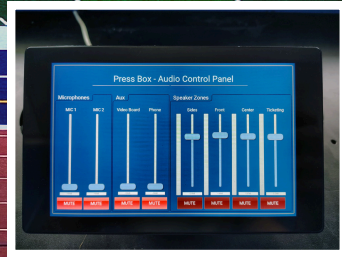 Press Box - Audio Control Panel
Microphones
Aux
Speaker Zones
MIC 1
MIC 2
Video Board
Phone
Sides
Front
Center
Ticketing
MUTE
MUTE
MUTE
MUTE
MUTE
MUTE
MUTE
MUTE